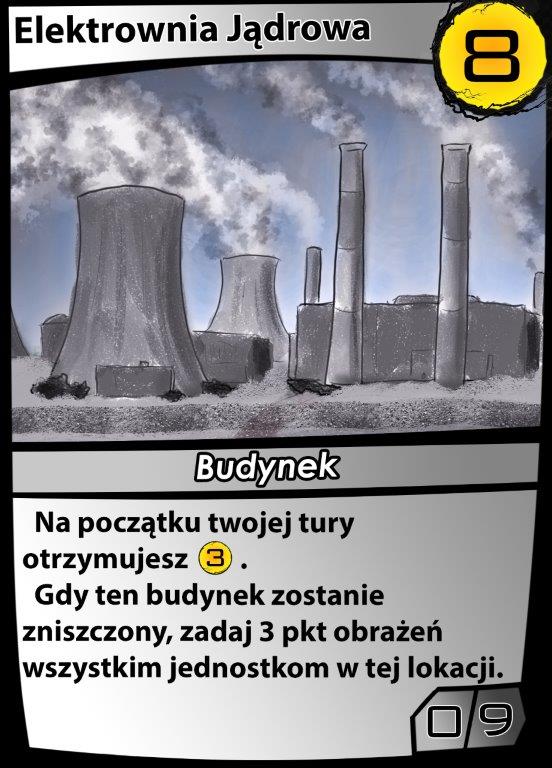 Elektrownia Jądrowa
8
Budynek
Na początku twojej tury
otrzymujesz 3 .
Gdy ten budynek zostanie
zniszczony, zadaj 3 pkt obrażeń
wszystkim jednostkom w tej lokacji.
0 9